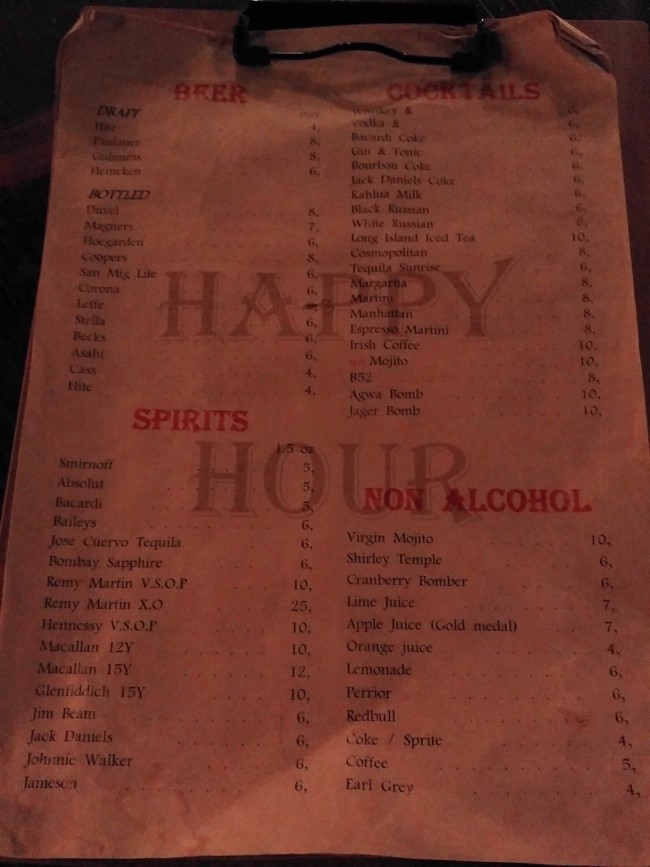 BEER
DRAFT
Hite 4,
Paulaner 8,
Guinness 8,
Heineken 6,
BOTTLED
Duvel 8,
Magners 7,
Hoegarden 6,
Coopers 8,
San Mig Lite 6,
Corona 6,
Leffe
Stella 6,
Becks 6,
Asahi 6,
Cass 4,
Hite 4,
SPIRITS
1.5 oz
Smirnoff 5,
Absolut 5,
Bacardi 5,
Baileys 6,
Jose Cuervo Tequila 6,
Bombay Sapphire 6,
Remy Martin V.S.O.P 10,
Remy Martin X.O 25,
Hennessy V.S.O.P 10,
Macallan 12Y 10,
Macallan 15Y 12,
Glenfiddich 15Y 10,
Jim Beam 6,
Jack Daniels 6,
Johnnie Walker 6,
Jameson 6,
COCKTAILS
Whiskey & 6,
Vodka & 6,
Bacardi Coke 6,
Gin & Tonic 6,
Bourbon Coke 6,
Jack Daniels Coke 6,
Kahlua Milk 6,
Black Russian 6,
White Russian 6,
Long Island Iced Tea 10,
Cosmopolitan 8,
Tequila Sunrise 6,
Margarita 8,
Martini 8,
Manhattan 8,
Espresso Martini 8,
Irish Coffee 10,
Mojito 10,
B52 8,
Agwa Bomb 10,
Jager Bomb 10,
NON ALCOHOL
Virgin Mojito 10,
Shirley Temple 6,
Cranberry Bomber 6,
Lime Juice 7,
Apple Juice (Gold medal) 7,
Orange juice 4,
Lemonade 6,
Perrior 6,
Redbull 6,
Coke / Sprite 4,
Coffee 5,
Earl Grey 4,
HAPPY
HOUR